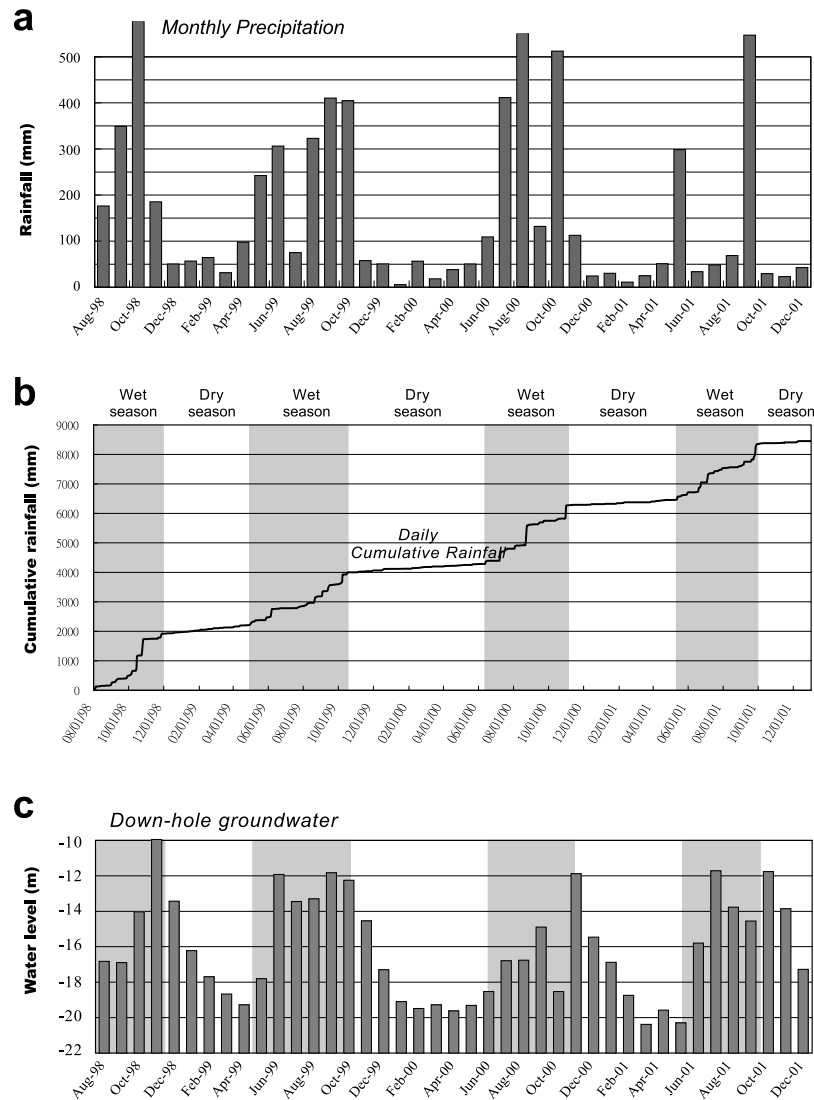 a
Monthly Precipitation
Rainfall (mm)
500
400
300
200
100
0
Aug-98
Oct-98
Dec-98
Feb-99
Apr-99
Jun-99
Aug-99
Oct-99
Dec-99
Feb-00
Apr-00
Jun-00
Aug-00
Oct-00
Dec-00
Feb-01
Apr-01
Jun-01
Aug-01
Oct-01
Dec-01
b
Wet season
Dry season
Wet season
Dry season
Wet season
Dry season
Wet season
Dry season
Cumulative rainfall (mm)
9000
8000
7000
6000
5000
4000
3000
2000
1000
0
Daily
Cumulative Rainfall
08/01/98
10/01/98
12/01/98
02/01/99
04/01/99
06/01/99
08/01/99
10/01/99
12/01/99
02/01/00
04/01/00
06/01/00
08/01/00
10/01/00
12/01/00
02/01/01
04/01/01
06/01/01
08/01/01
10/01/01
12/01/01
c
Down-hole groundwater
Water level (m)
-10
-12
-14
-16
-18
-20
-22
Aug-98
Oct-98
Dec-98
Feb-99
Apr-99
Jun-99
Aug-99
Oct-99
Dec-99
Feb-00
Apr-00
Jun-00
Aug-00
Oct-00
Dec-00
Feb-01
Apr-01
Jun-01
Aug-01
Oct-01
Dec-01